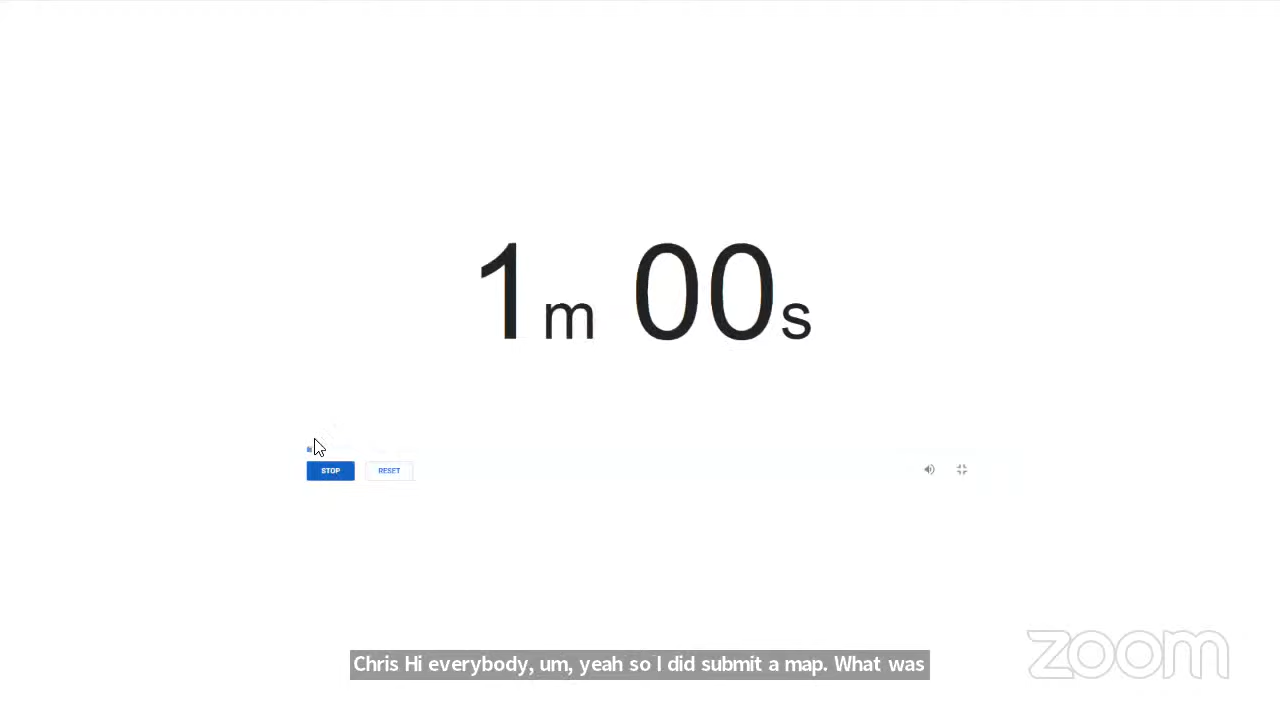 1m 00s
STOP RESET
Chris Hi everybody, um, yeah so I did submit a map. What was
zoom